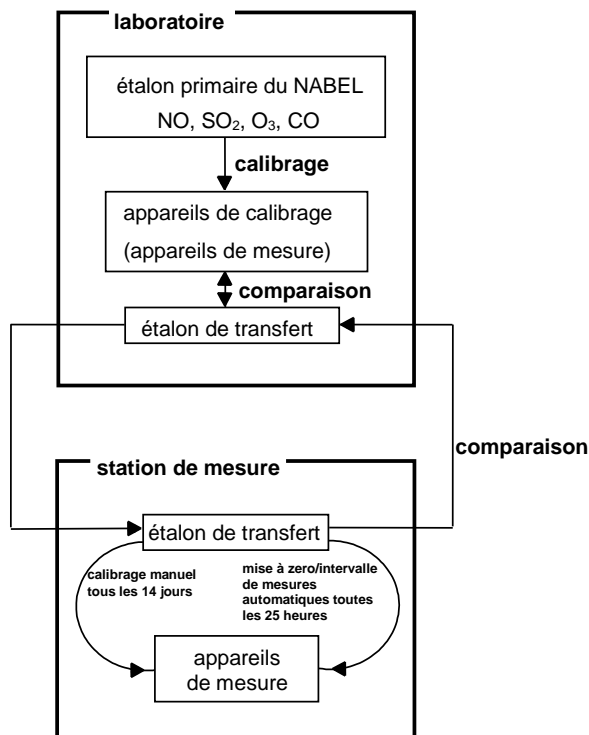 laboratoire
étalon primaire du NABEL
NO, SO₂, O₃, CO
calibrage
appareils de calibrage
(appareils de mesure)
comparaison
étalon de transfert
comparaison
station de mesure
étalon de transfert
calibrage manuel
tous les 14 jours
mise à zero/intervalle
de mesures
automatiques toutes
les 25 heures
appareils
de mesure